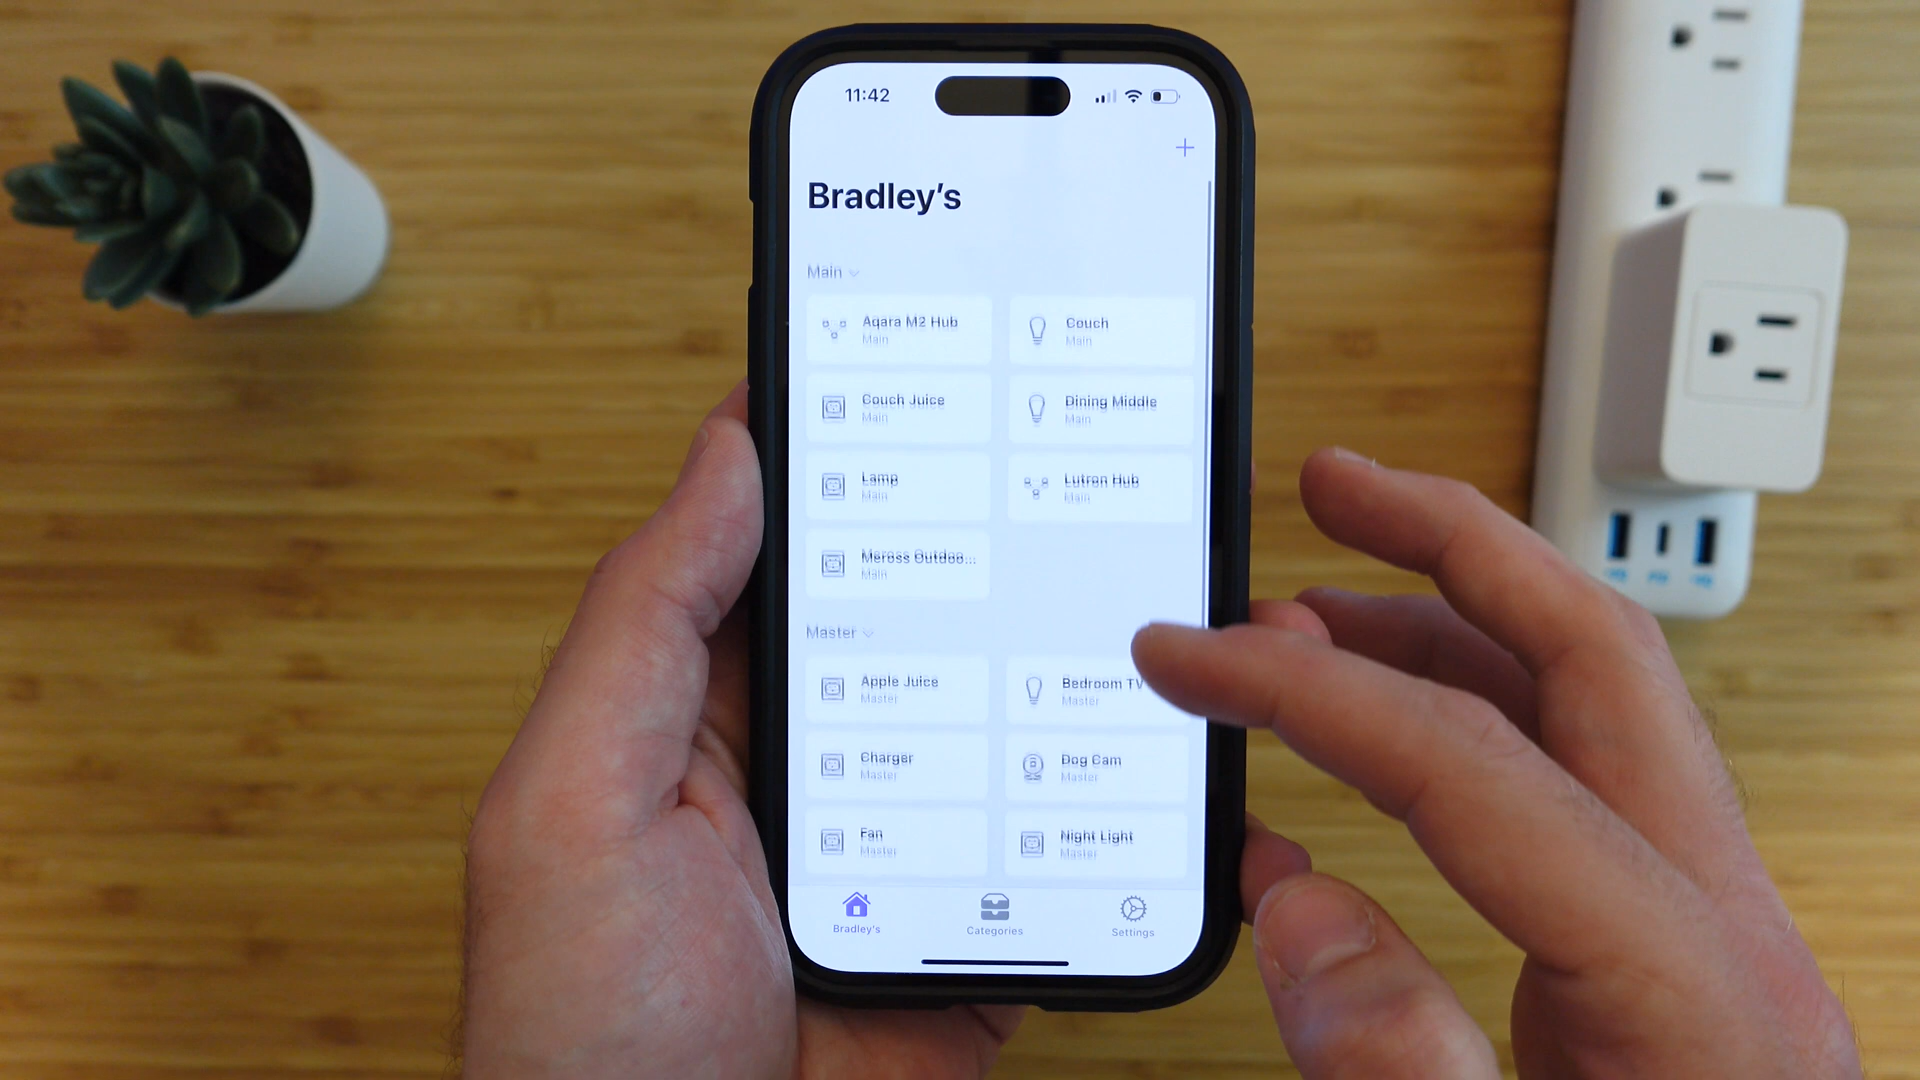 11:42
+
Bradley's
Main
Aqara M2 Hub
Main
Couch
Main
Couch Juice
Main
Dining Middle
Main
Lamp
Main
Lutron Hub
Main
Meross Outdoo...
Main
Master
Apple Juice
Master
Bedroom TV
Master
Charger
Master
Dog Cam
Master
Fan
Master
Night Light
Master
Bradley's
Categories
Settings